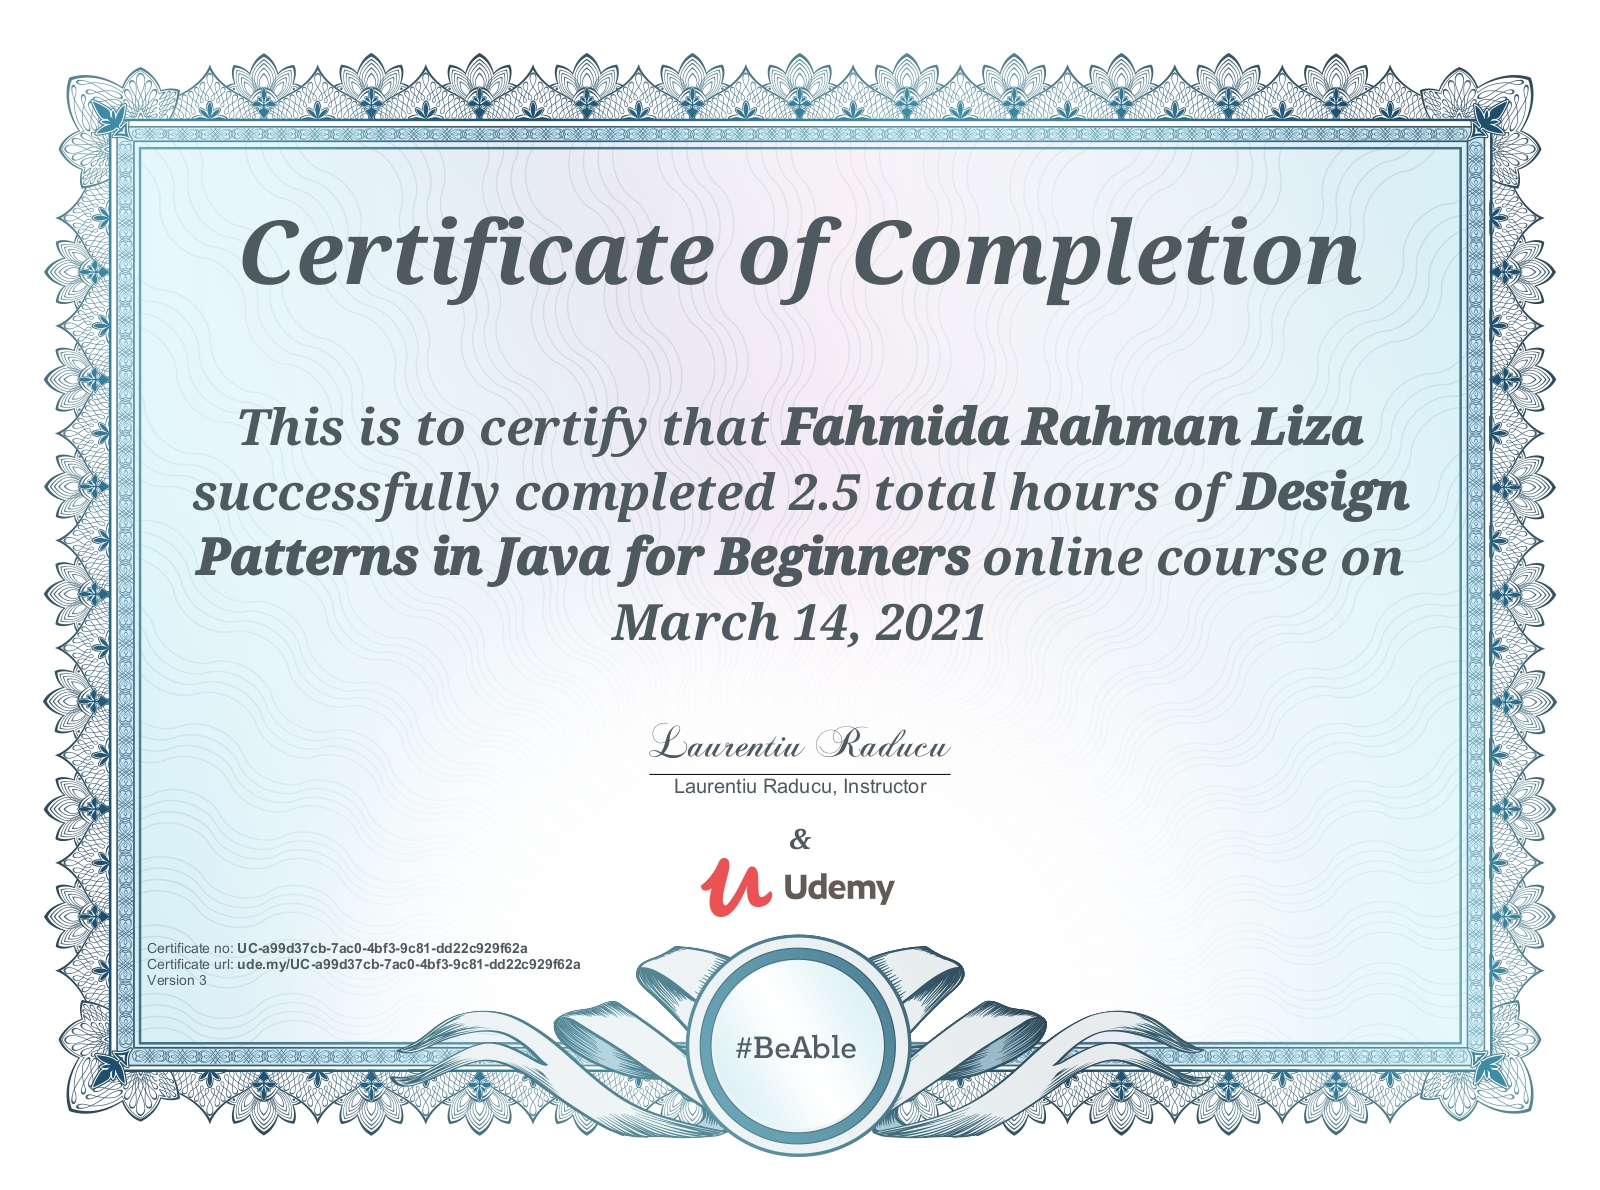 Certificate of Completion
This is to certify that Fahmida Rahman Liza
successfully completed 2.5 total hours of Design
Patterns in Java for Beginners online course on
March 14, 2021
Laurentiu Raducu
Laurentiu Raducu, Instructor
&
Udemy
Certificate no: UC-a99d37cb-7ac0-4bf3-9c81-dd22c929f62a
Certificate url: ude.my/UC-a99d37cb-7ac0-4bf3-9c81-dd22c929f62a
Version 3
#BeAble